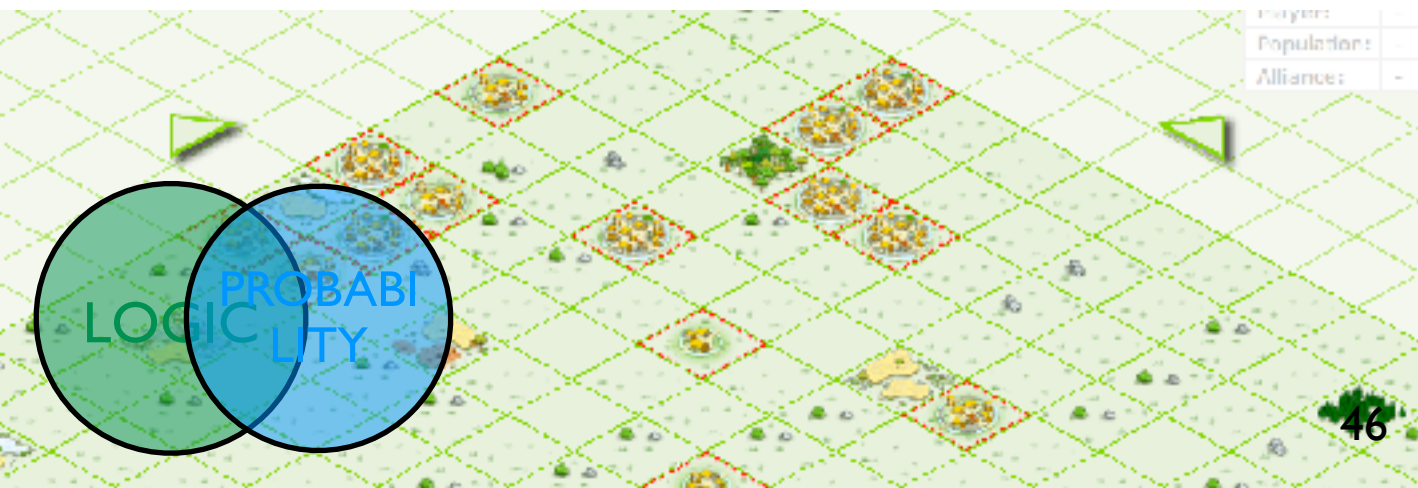 Player:
Population: -
Alliance: -
LOGIC
PROBABI
LITY
46